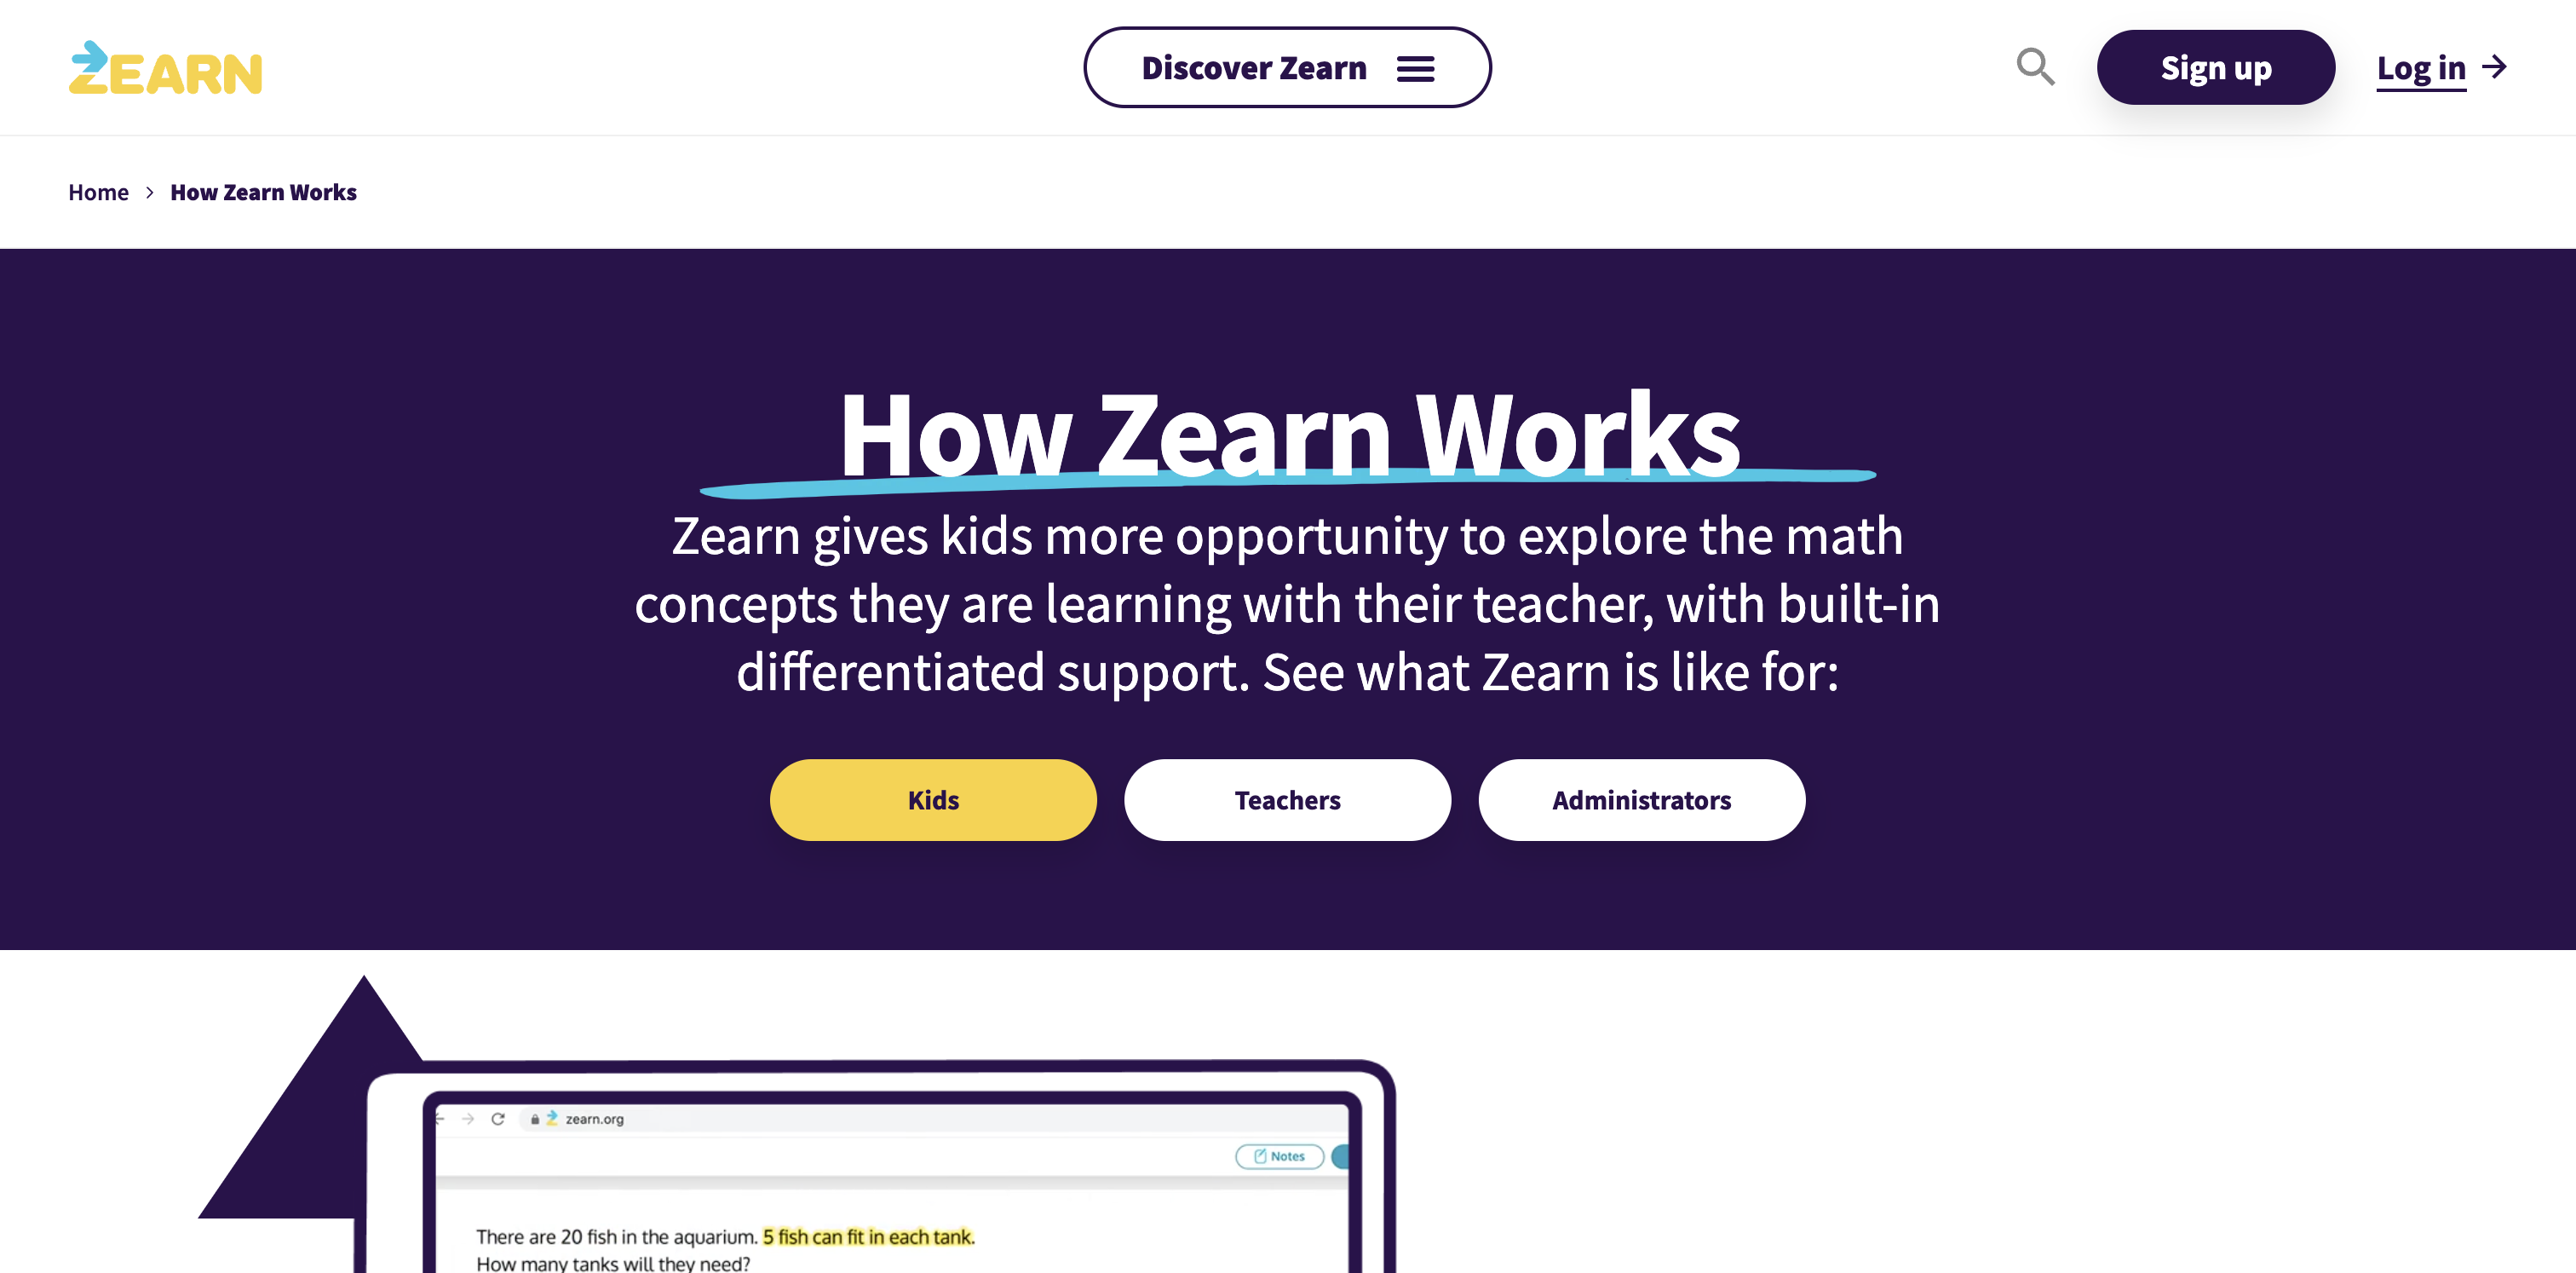 ZEARN
Discover Zearn
Sign up
Log in
Home > How Zearn Works
How Zearn Works
Zearn gives kids more opportunity to explore the math
concepts they are learning with their teacher, with built-in
differentiated support. See what Zearn is like for:
Kids
Teachers
Administrators
zearn.org
Notes
There are 20 fish in the aquarium. 5 fish can fit in each tank.
How many tanks will they need?